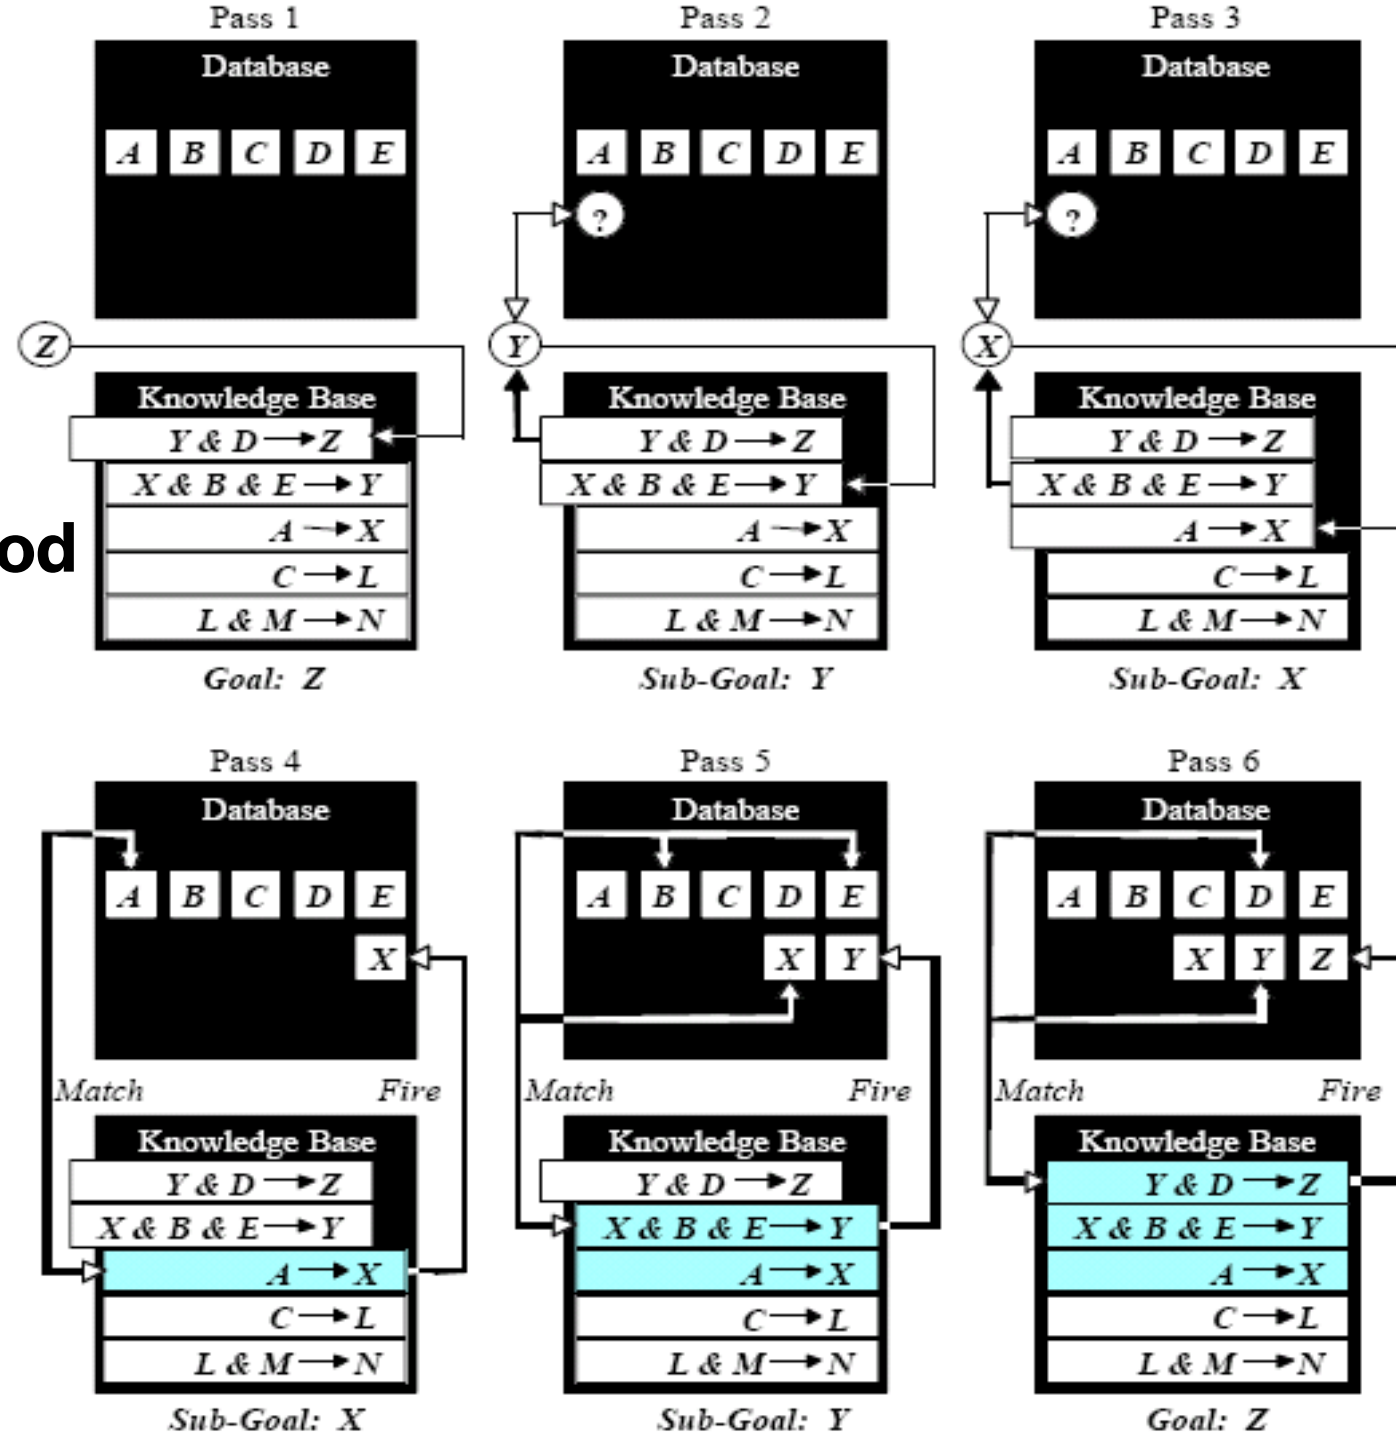 Pass 1
Database
A B C D E
Z
Knowledge Base
Y & D → Z
X & B & E → Y
A → X
C → L
L & M → N
Goal: Z
Pass 2
Database
A B C D E
?
Y
Knowledge Base
Y & D → Z
X & B & E → Y
A → X
C → L
L & M → N
Sub-Goal: Y
Pass 3
Database
A B C D E
?
X
Knowledge Base
Y & D → Z
X & B & E → Y
A → X
C → L
L & M → N
Sub-Goal: X
od
Pass 4
Database
A B C D E
X
Match Fire
Knowledge Base
Y & D → Z
X & B & E → Y
A → X
C → L
L & M → N
Sub-Goal: X
Pass 5
Database
A B C D E
X Y
Match Fire
Knowledge Base
Y & D → Z
X & B & E → Y
A → X
C → L
L & M → N
Sub-Goal: Y
Pass 6
Database
A B C D E
X Y Z
Match Fire
Knowledge Base
Y & D → Z
X & B & E → Y
A → X
C → L
L & M → N
Goal: Z